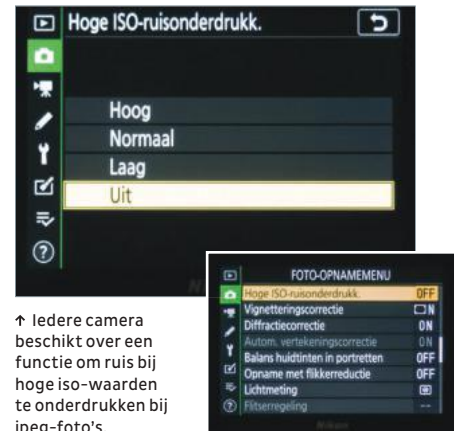 Hoge ISO-ruisonderdrukk.
Hoog
Normaal
Laag
Uit
FOTO-OPNAMEMENU
Hoge ISO-ruisonderdrukk. OFF
Vignetteringscorrectie N
Diffractiecorrectie ON
Autom. vertekeningscorrectie ON
Balans huidtinten in portretten OFF
Opname met flikkerreductie OFF
Lichtmeting
Flitserregeling --
Nikon
↑ Iedere camera
beschikt over een
functie om ruis bij
hoge iso-waarden
te onderdrukken bij
jpeg-foto's